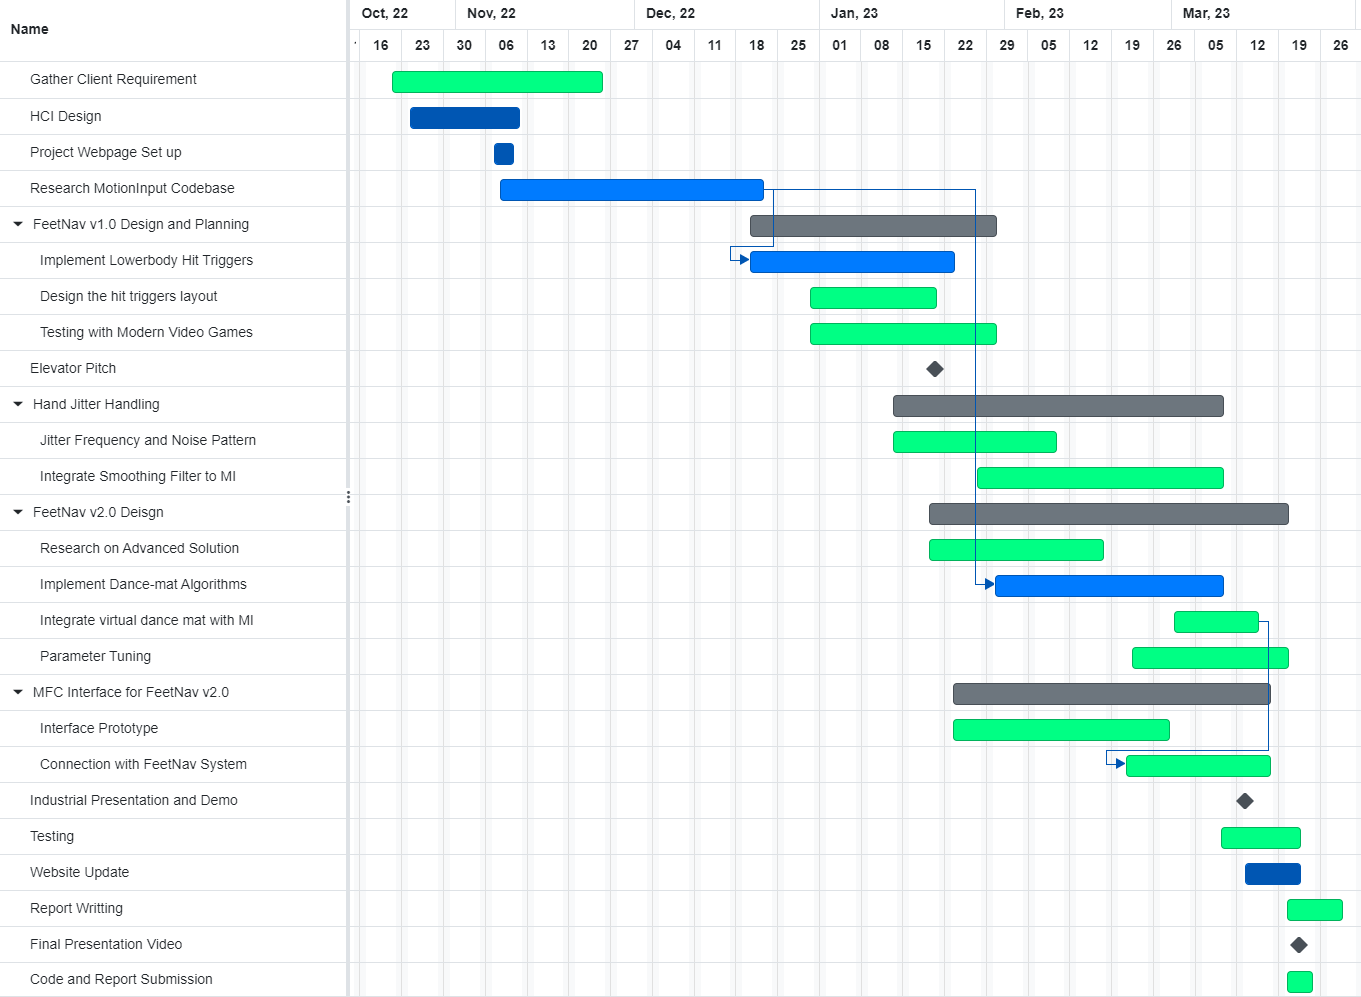 Name
Oct, 22 Nov, 22 Dec, 22 Jan, 23 Feb, 23 Mar, 23
16 23 30 06 13 20 27 04 11 18 25 01 08 15 22 29 05 12 19 26 05 12 19 26
Gather Client Requirement
HCI Design
Project Webpage Set up
Research MotionInput Codebase
FeetNav v1.0 Design and Planning
Implement Lowerbody Hit Triggers
Design the hit triggers layout
Testing with Modern Video Games
Elevator Pitch
Hand Jitter Handling
Jitter Frequency and Noise Pattern
Integrate Smoothing Filter to MI
FeetNav v2.0 Deisgn
Research on Advanced Solution
Implement Dance-mat Algorithms
Integrate virtual dance mat with MI
Parameter Tuning
MFC Interface for FeetNav v2.0
Interface Prototype
Connection with FeetNav System
Industrial Presentation and Demo
Testing
Website Update
Report Writting
Final Presentation Video
Code and Report Submission